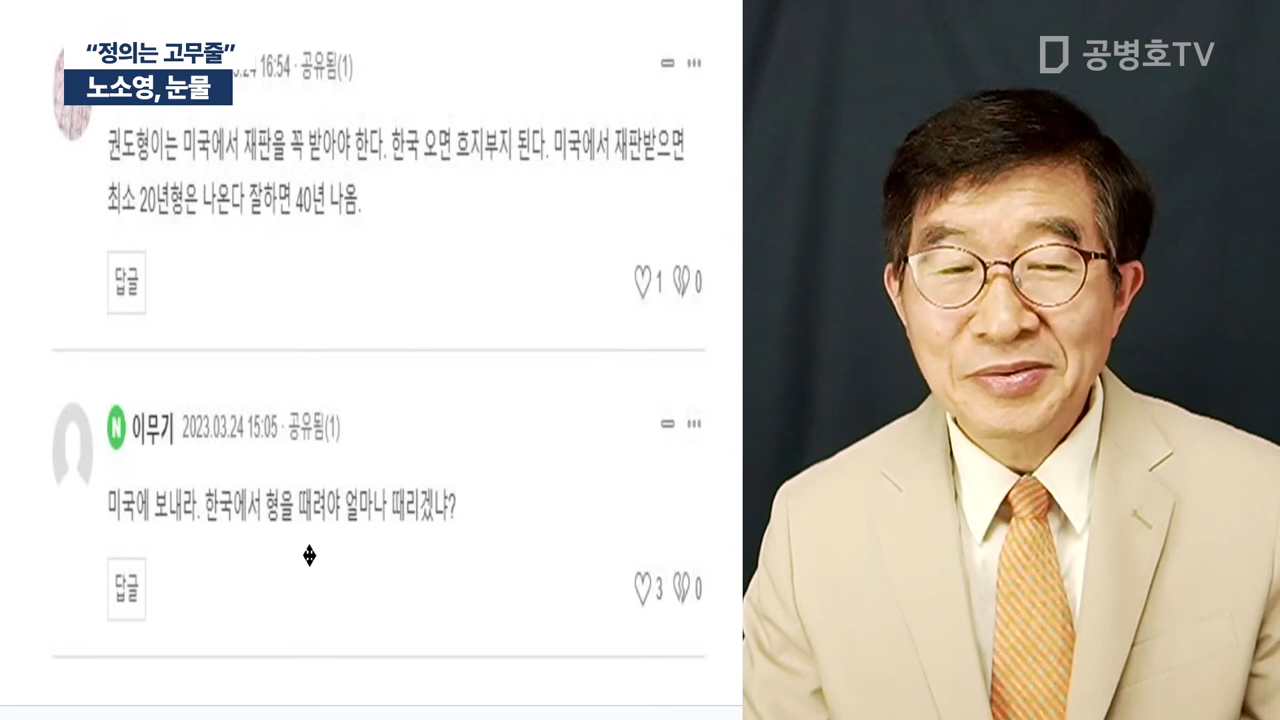 “정의는 고무줄”
노소영, 눈물
공병호TV
16:54 · 공유됨(1)
권도형이는 미국에서 재판을 꼭 받아야 한다. 한국 오면 흐지부지 된다. 미국에서 재판받으면
최소 20년형은 나온다 잘하면 40년 나옴.
답글
1 0
N 이무기 2023.03.24 15:05 · 공유됨(1)
미국에 보내라. 한국에서 형을 때려야 얼마나 때리겠냐?
답글
3 0